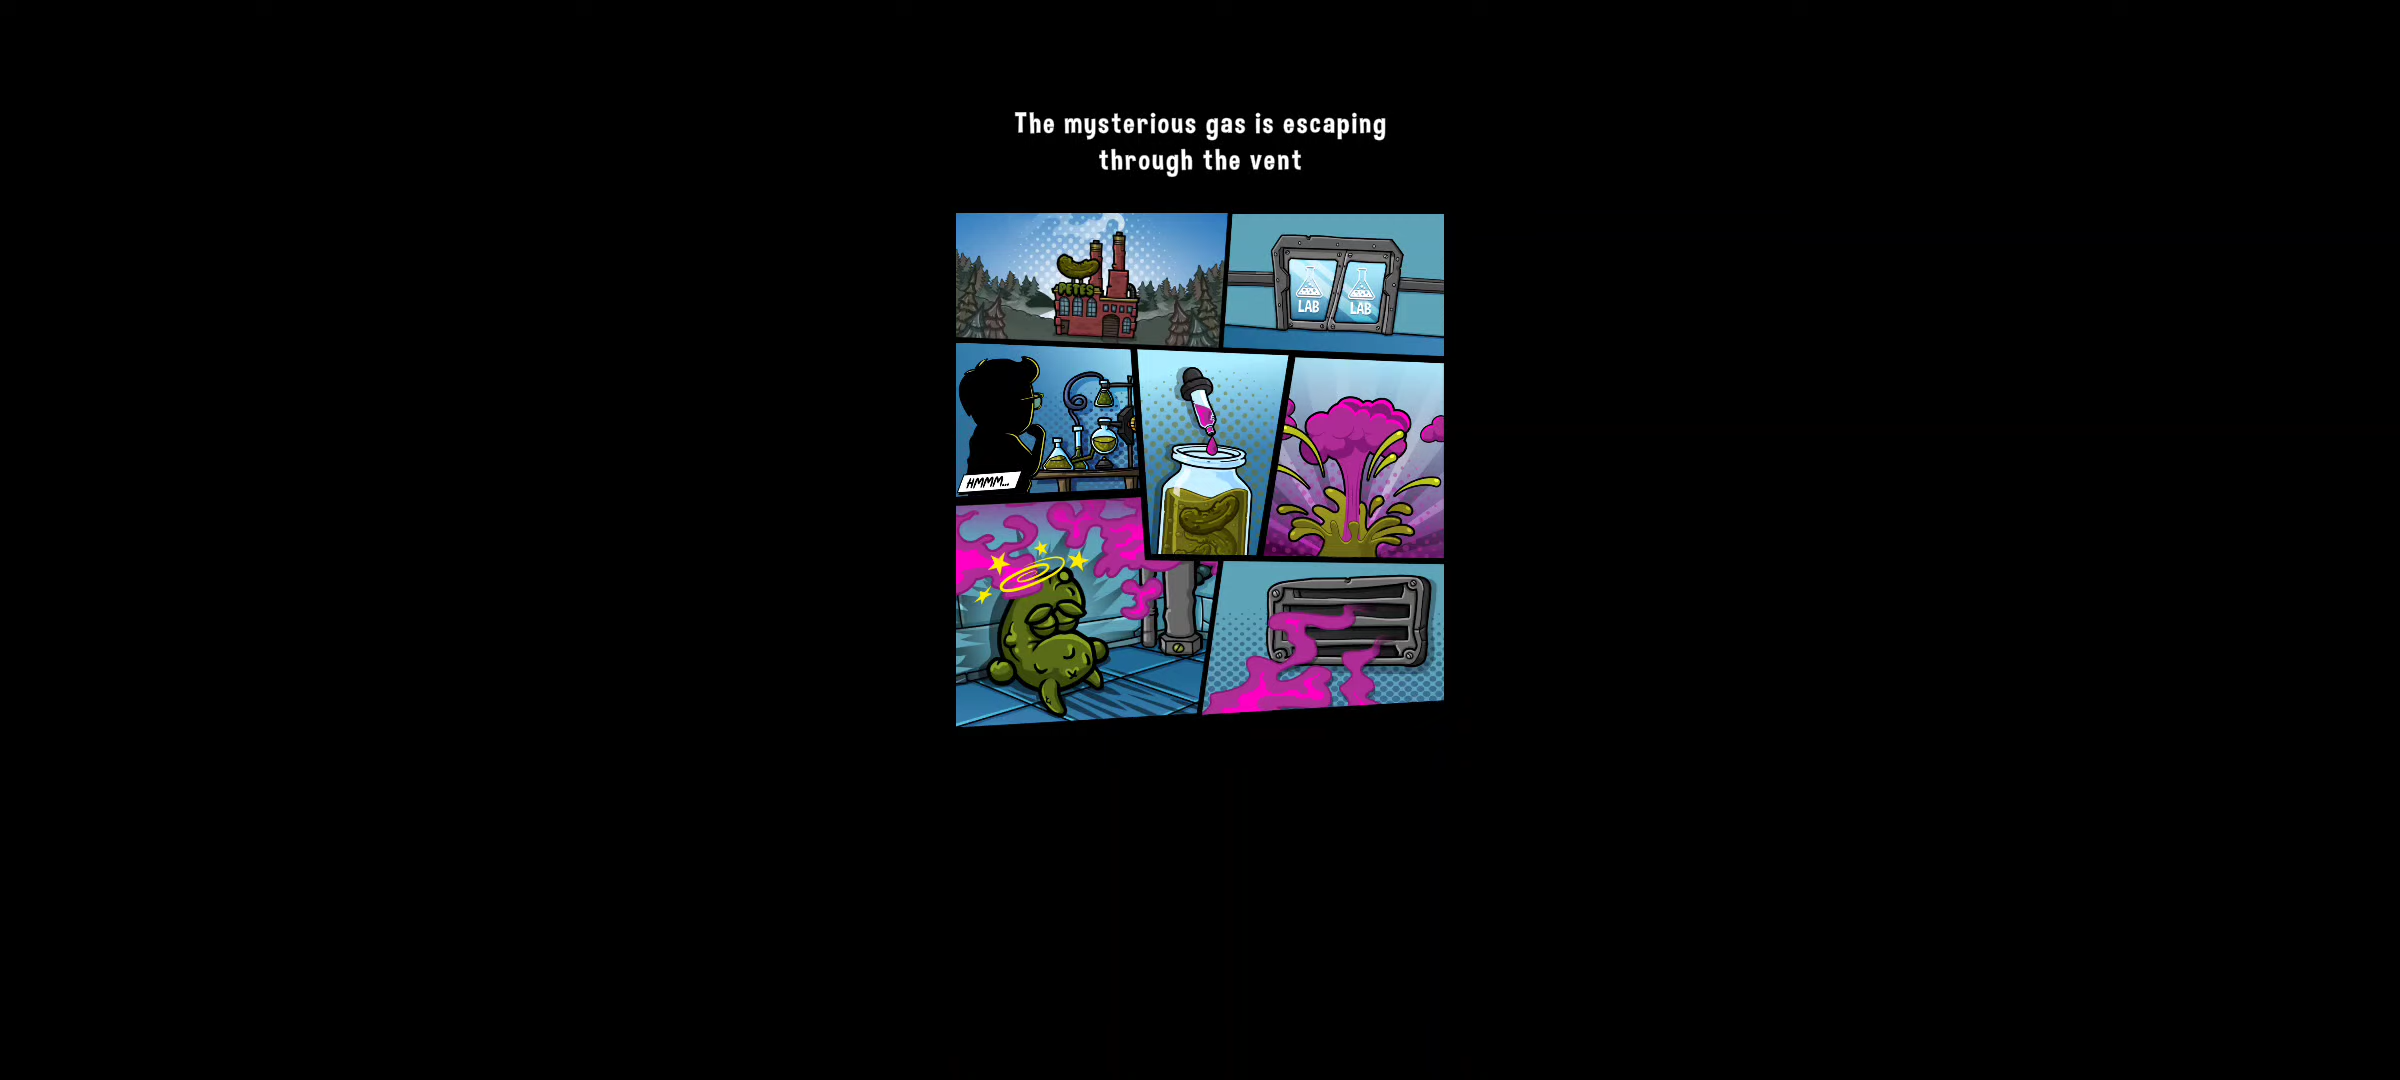 The mysterious gas is escaping
through the vent
PETES
LAB
LAB
HMMM...